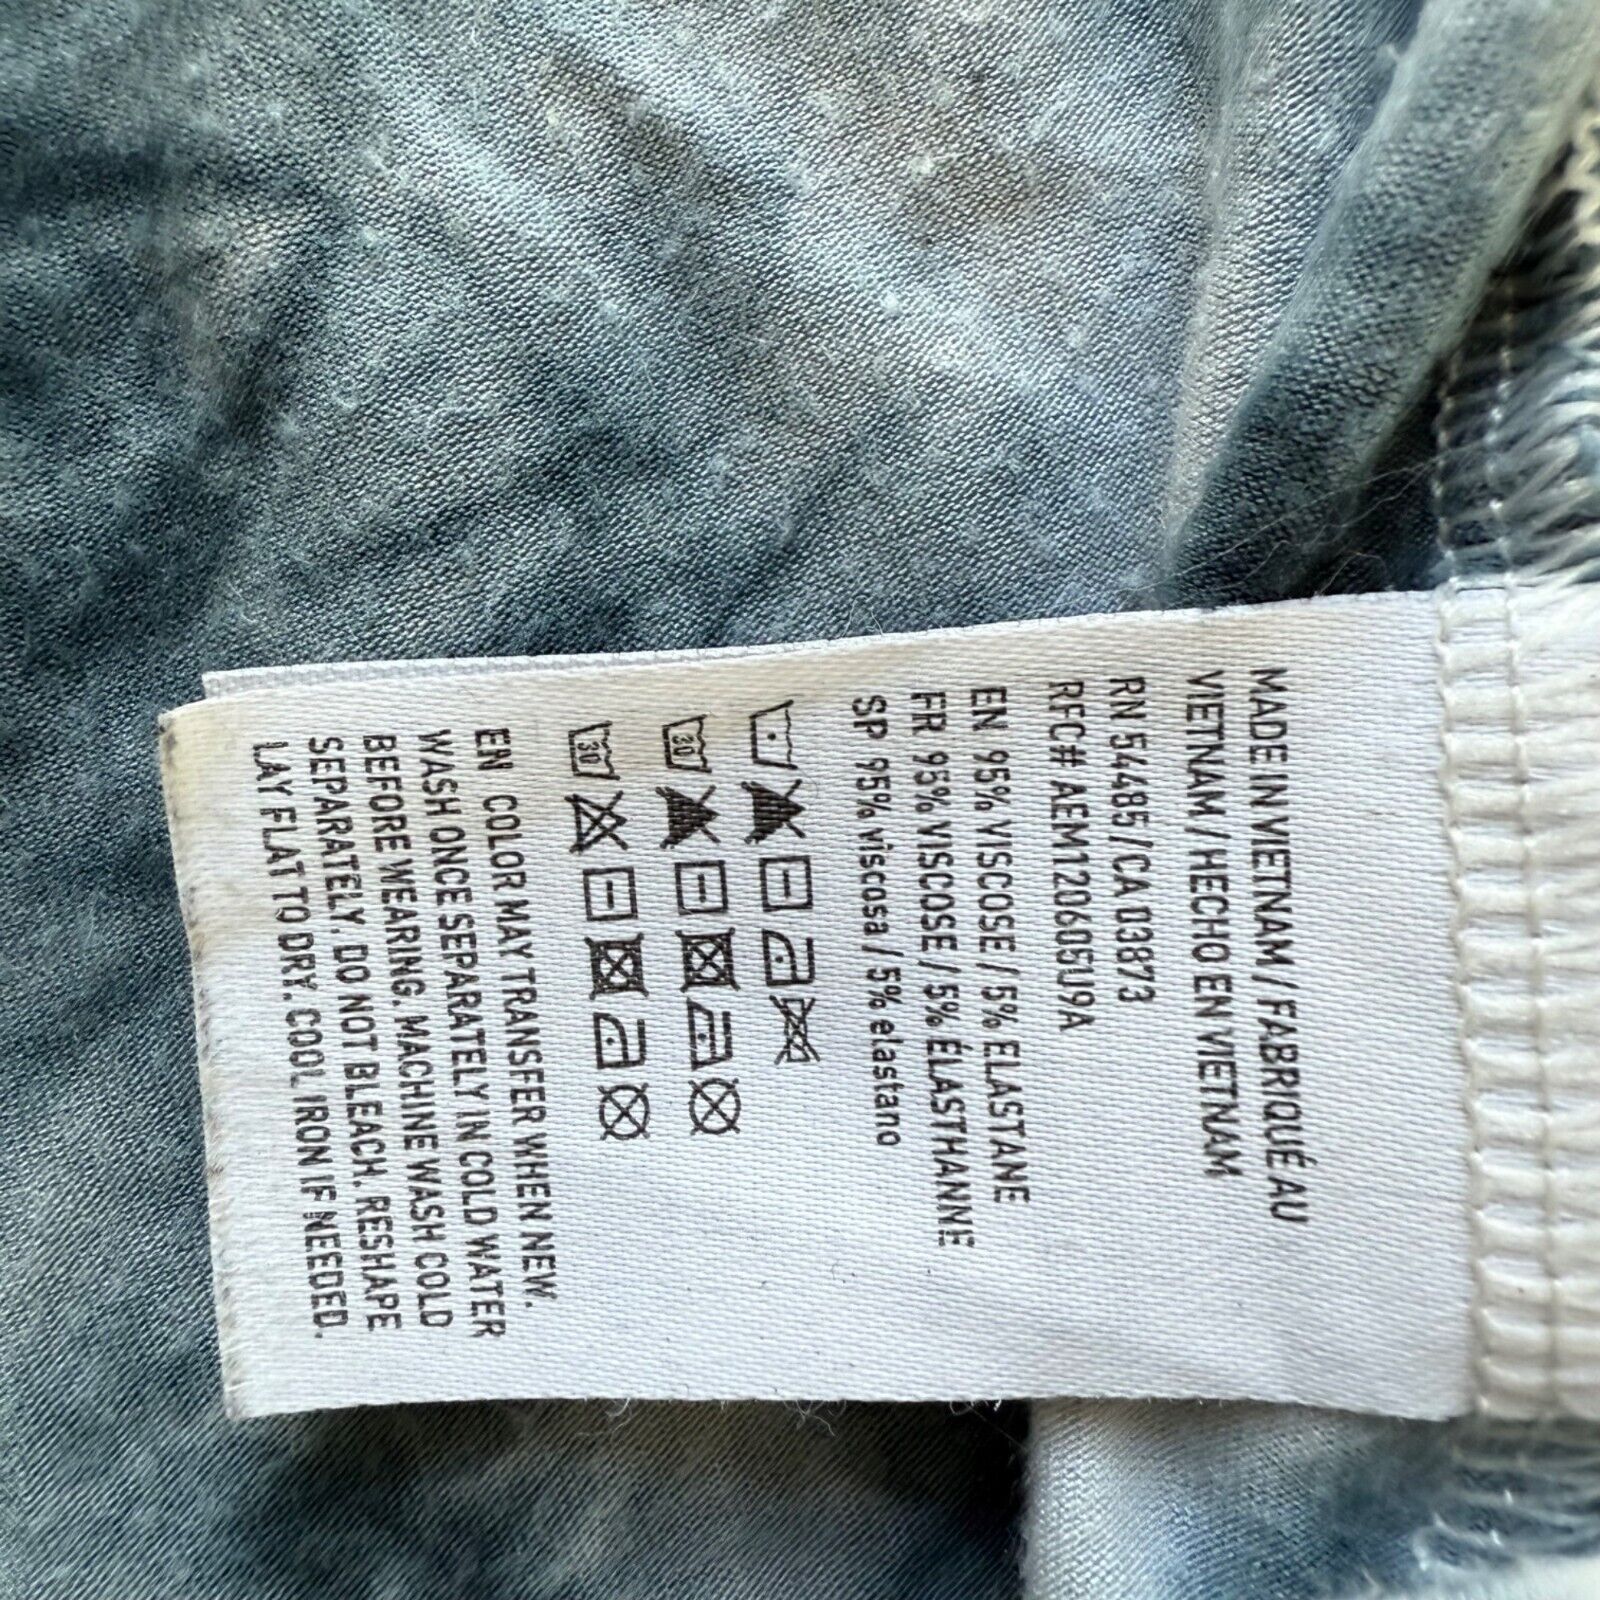 MADE IN VIETNAM / FABRIQUÉ AU
VIETNAM / HECHO EN VIETNAM
RN 54485 / CA 03873
RFC# AEM120605U9A
EN 95% VISCOSE / 5% ELASTANE
FR 95% VISCOSE / 5% ÉLASTHANNE
SP 95% viscosa / 5% elastano
30
30
EN COLOR MAY TRANSFER WHEN NEW.
WASH ONCE SEPARATELY IN COLD WATER
BEFORE WEARING. MACHINE WASH COLD
SEPARATELY. DO NOT BLEACH. RESHAPE
LAY FLAT TO DRY. COOL IRON IF NEEDED.